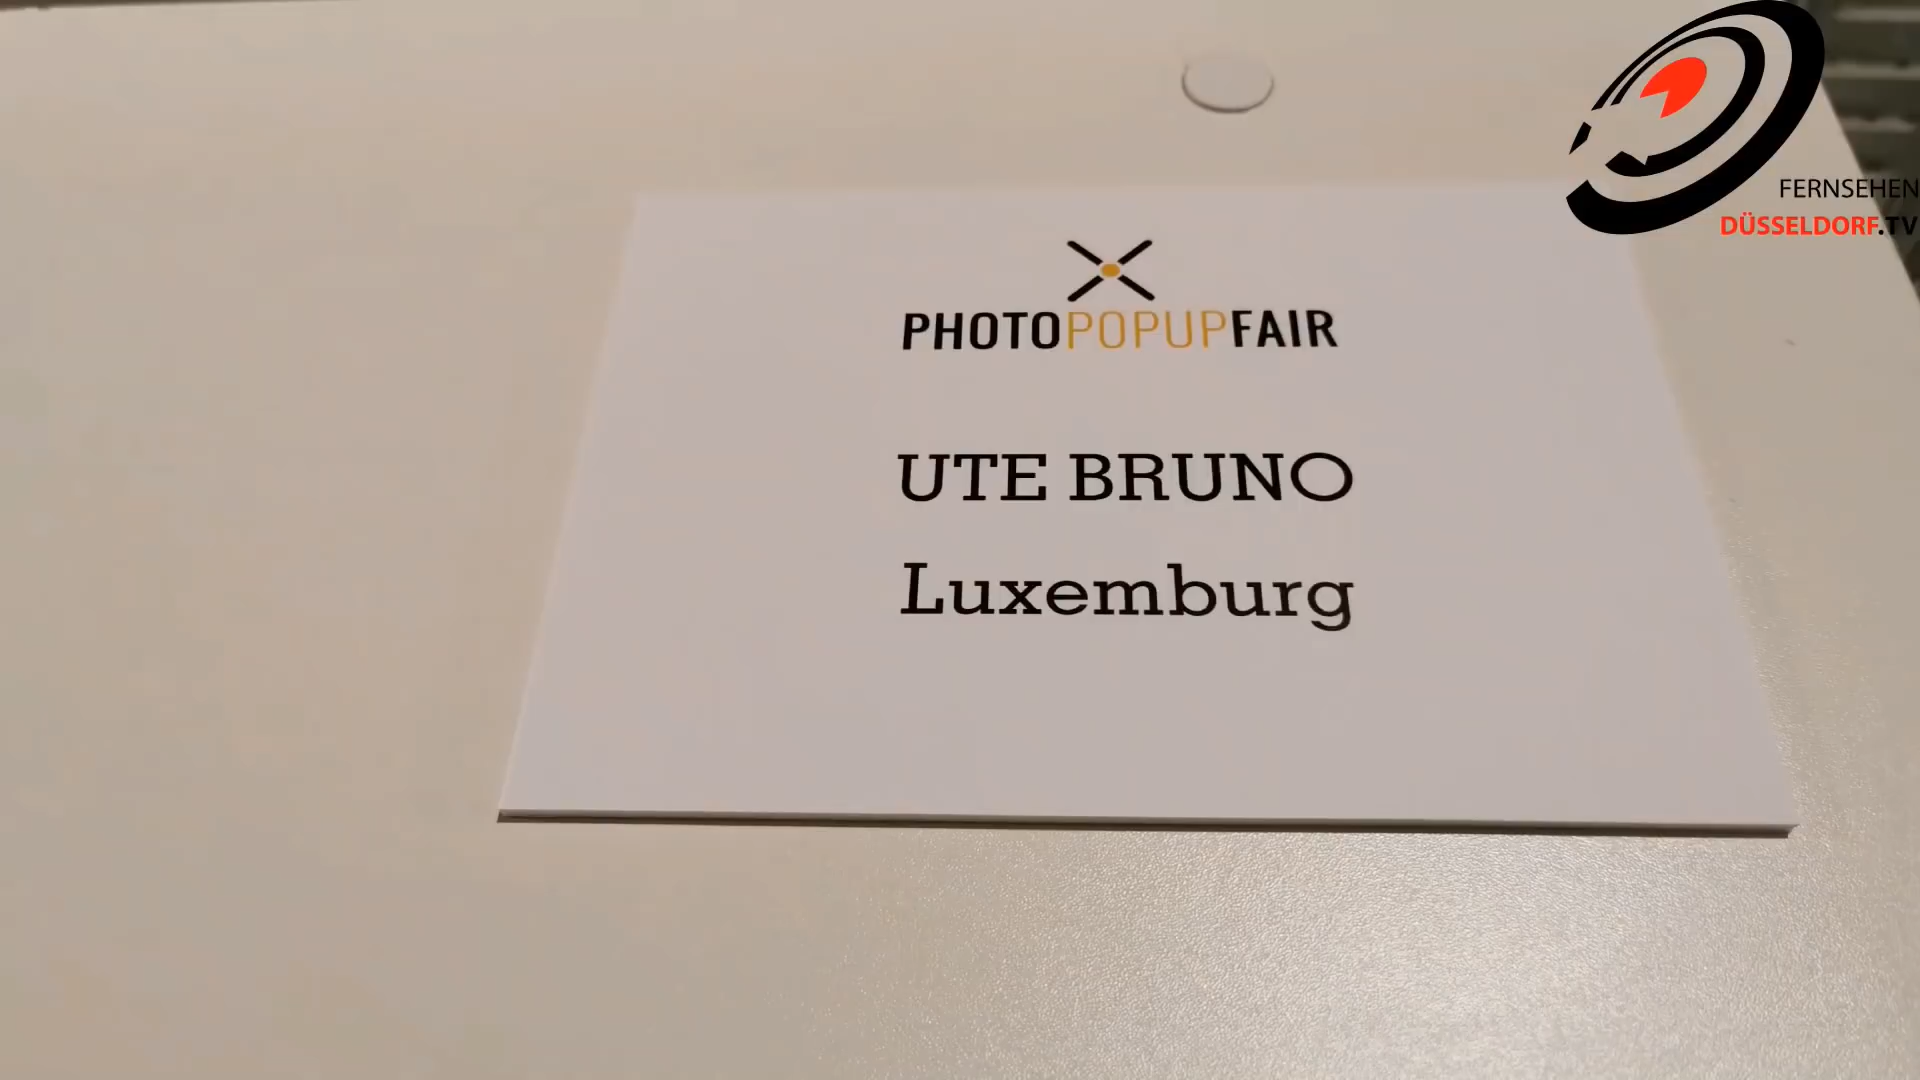 FERNSEHEN
DÜSSELDORF.TV
PHOTOPOPUPFAIR
UTE BRUNO
Luxemburg